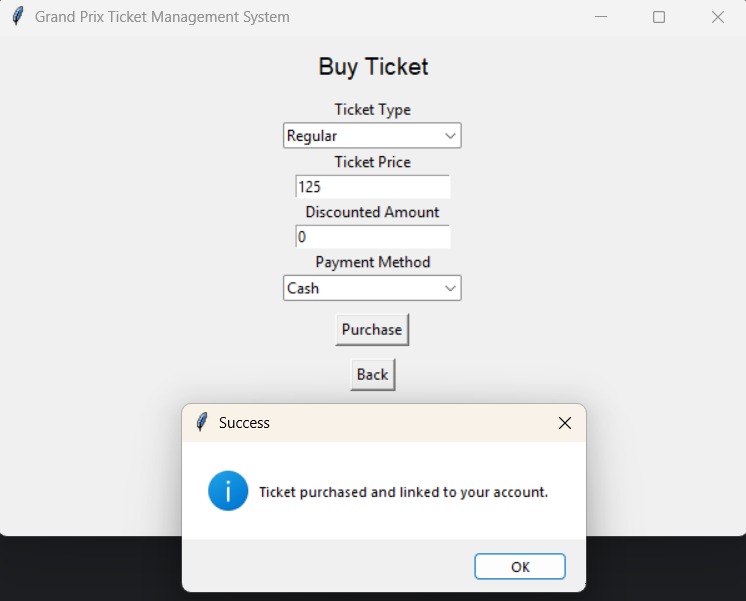 Grand Prix Ticket Management System
Buy Ticket
Ticket Type
Regular
Ticket Price
125
Discounted Amount
0
Payment Method
Cash
Purchase
Back
Success
Ticket purchased and linked to your account.
OK